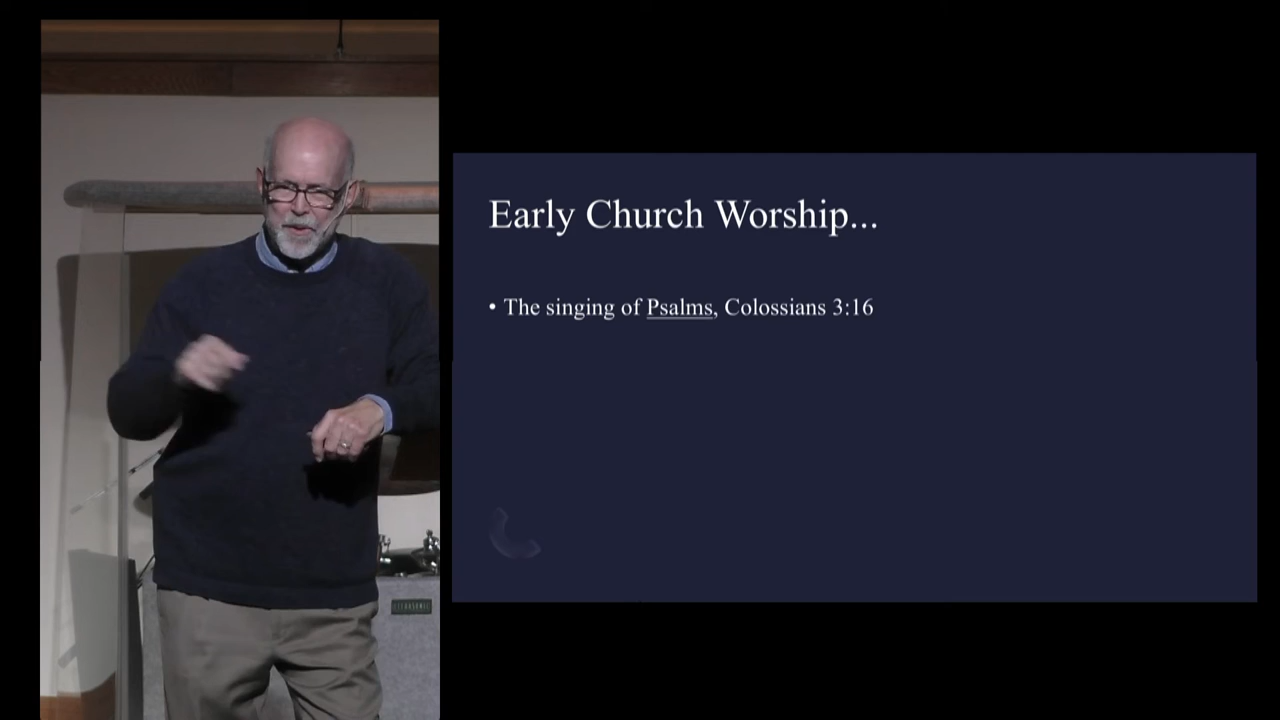 Early Church Worship...
• The singing of Psalms, Colossians 3:16